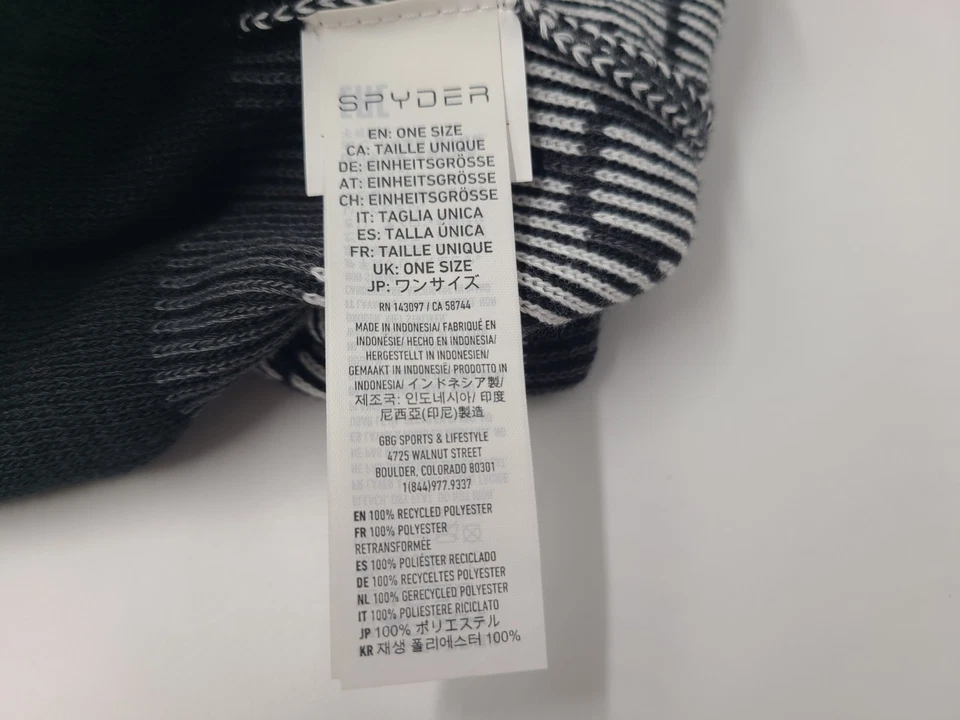 SPYDER
EN: ONE SIZE
CA: TAILLE UNIQUE
DE: EINHEITSGRÖSSE
AT: EINHEITSGRÖSSE
CH: EINHEITSGRÖSSE
IT: TAGLIA UNICA
ES: TALLA ÚNICA
FR: TAILLE UNIQUE
UK: ONE SIZE
JP: ワンサイズ
RN 143097 / CA 58744
MADE IN INDONESIA/ FABRIQUÉ EN
INDONÉSIE/ HECHO EN INDONESIA/
HERGESTELLT IN INDONESIEN/
GEMAAKT IN INDONESIË/ PRODOTTO IN
INDONESIA/ インドネシア製/
제조국: 인도네시아/ 印度
尼西亞(印尼)製造
GBG SPORTS & LIFESTYLE
4725 WALNUT STREET
BOULDER, COLORADO 80301
1(844)977.9337
EN 100% RECYCLED POLYESTER
FR 100% POLYESTER
RETRANSFORMÉE
ES 100% POLIÉSTER RECICLADO
DE 100% RECYCELTES POLYESTER
NL 100% GERECYCLED POLYESTER
IT 100% POLIESTERE RICICLATO
JP 100% ポリエステル
KR 재생 폴리에스터 100%